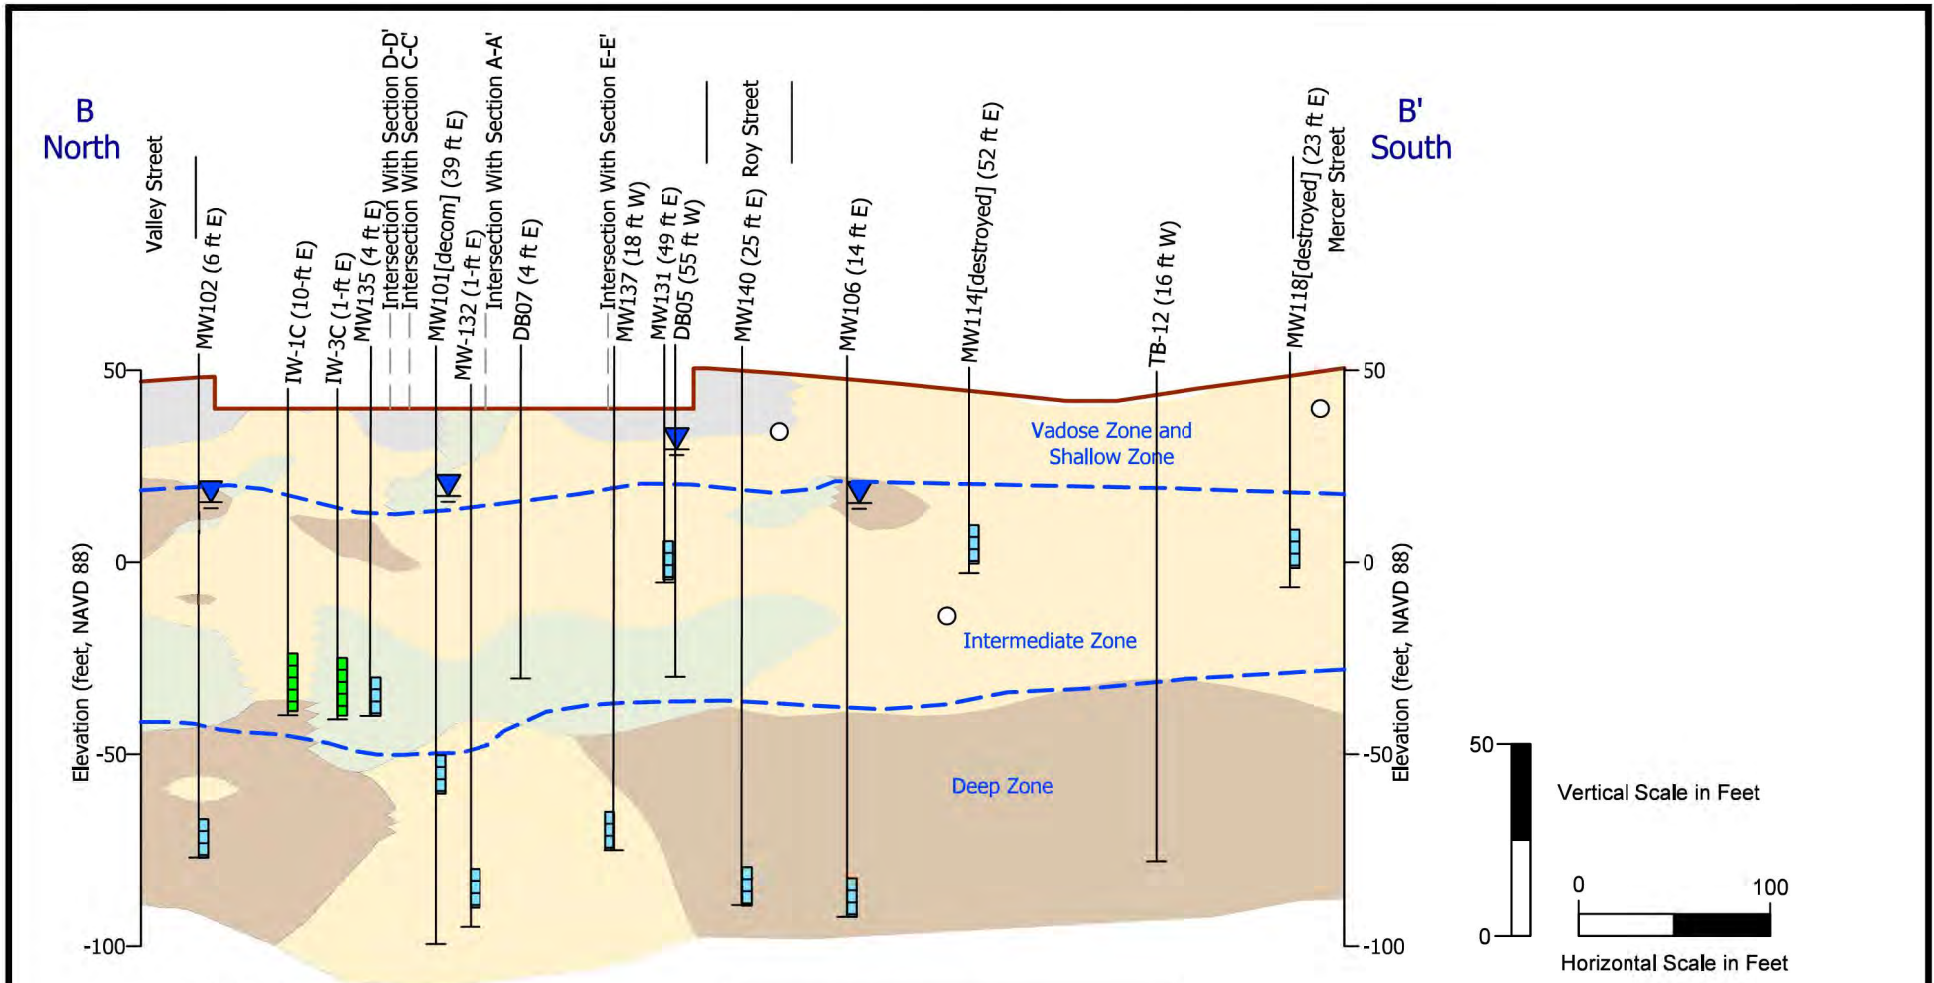 B
North
Valley Street
MW102 (6 ft E)
IW-1C (10-ft E)
IW-3C (1-ft E)
MW135 (4 ft E)
Intersection With Section D-D'
Intersection With Section C-C'
MW101[decom] (39 ft E)
MW-132 (1-ft E)
Intersection With Section A-A'
DB07 (4 ft E)
Intersection With Section E-E'
MW137 (18 ft W)
MW131 (49 ft E)
DB05 (55 ft W)
Roy Street
MW140 (25 ft E)
MW106 (14 ft E)
MW114[destroyed] (52 ft E)
TB-12 (16 ft W)
MW118[destroyed] (23 ft E)
Mercer Street
B'
South
50
0
-50
-100
Elevation (feet, NAVD 88)
Vadose Zone and
Shallow Zone
Intermediate Zone
Deep Zone
50
0
-50
-100
Elevation (feet, NAVD 88)
50
0
Vertical Scale in Feet
0
100
Horizontal Scale in Feet